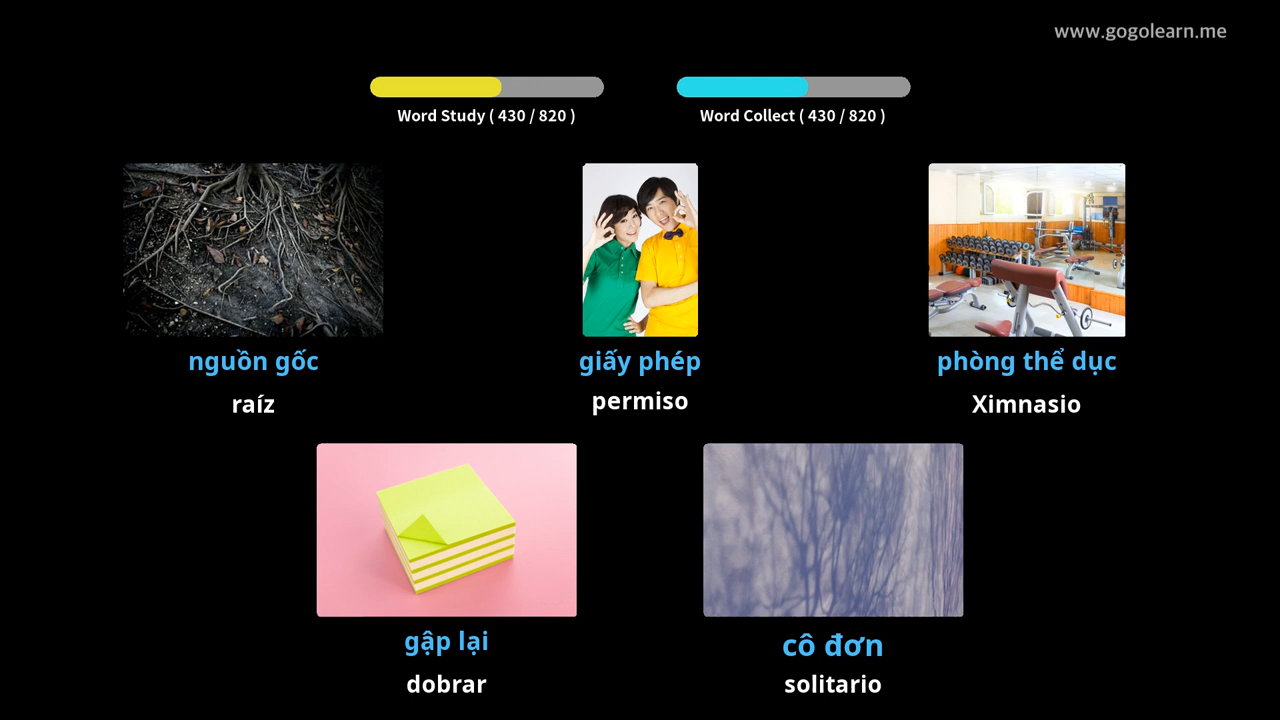 www.gogolearn.me
Word Study ( 430 / 820 )
Word Collect ( 430 / 820 )
nguồn gốc
giấy phép
phòng thể dục
raíz
permiso
Ximnasio
gập lại
cô đơn
dobrar
solitario